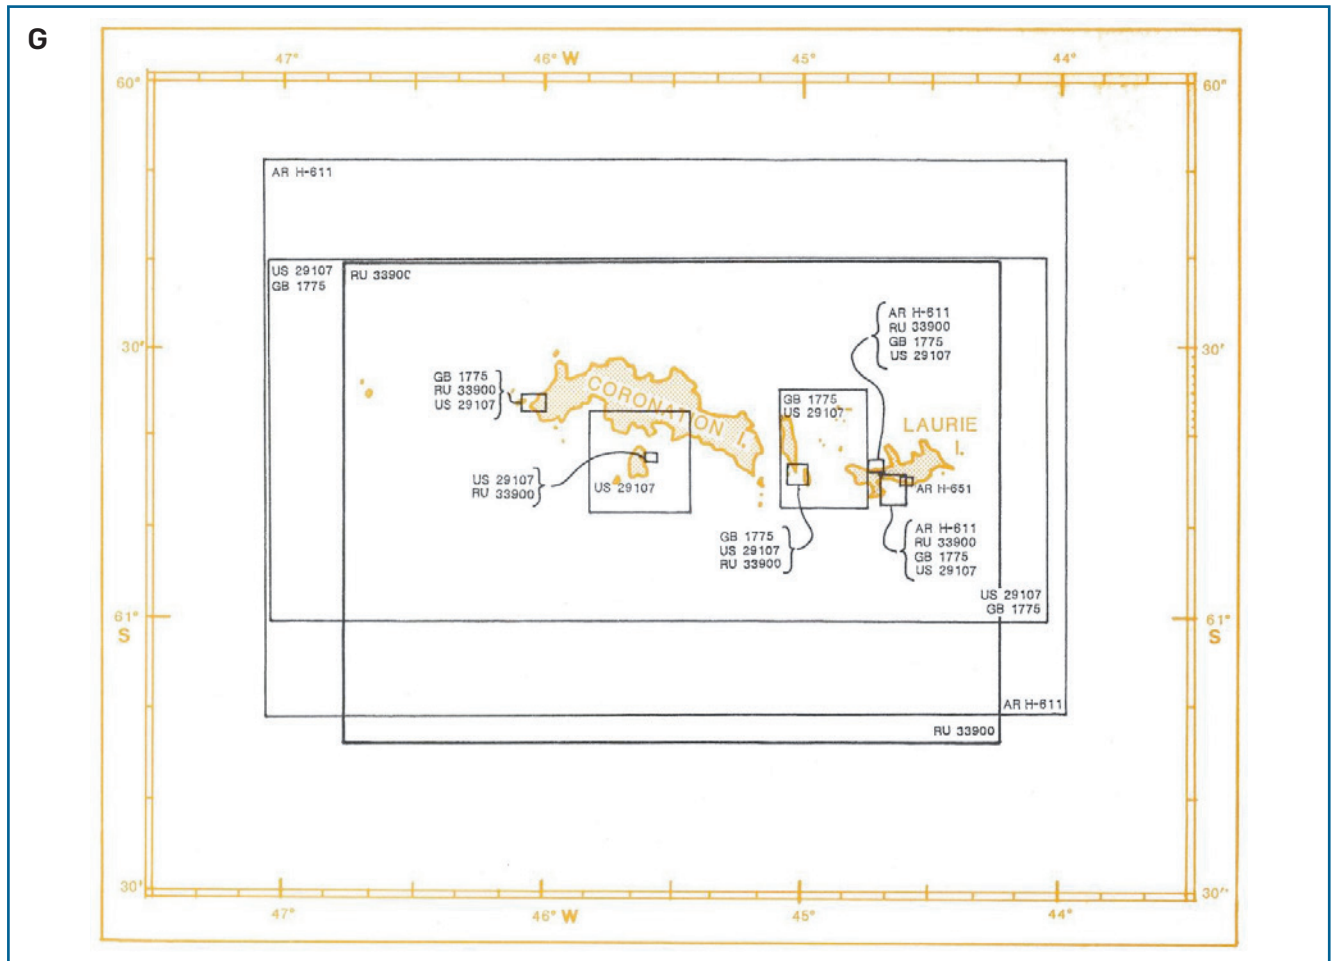 G
47°
46° W
45°
44°
60°
60°
AR H-611
US 29107
GB 1775
RU 33900
AR H-611
RU 33900
GB 1775
US 29107
30'
30'
GB 1775
RU 33900
US 29107
CORONATION I.
GB 1775
US 29107
LAURIE
I.
US 29107
RU 33900
US 29107
AR H-651
GB 1775
US 29107
RU 33900
AR H-611
RU 33900
GB 1775
US 29107
US 29107
GB 1775
61°
S
61°
S
AR H-611
RU 33900
30'
30'
47°
46° W
45°
44°